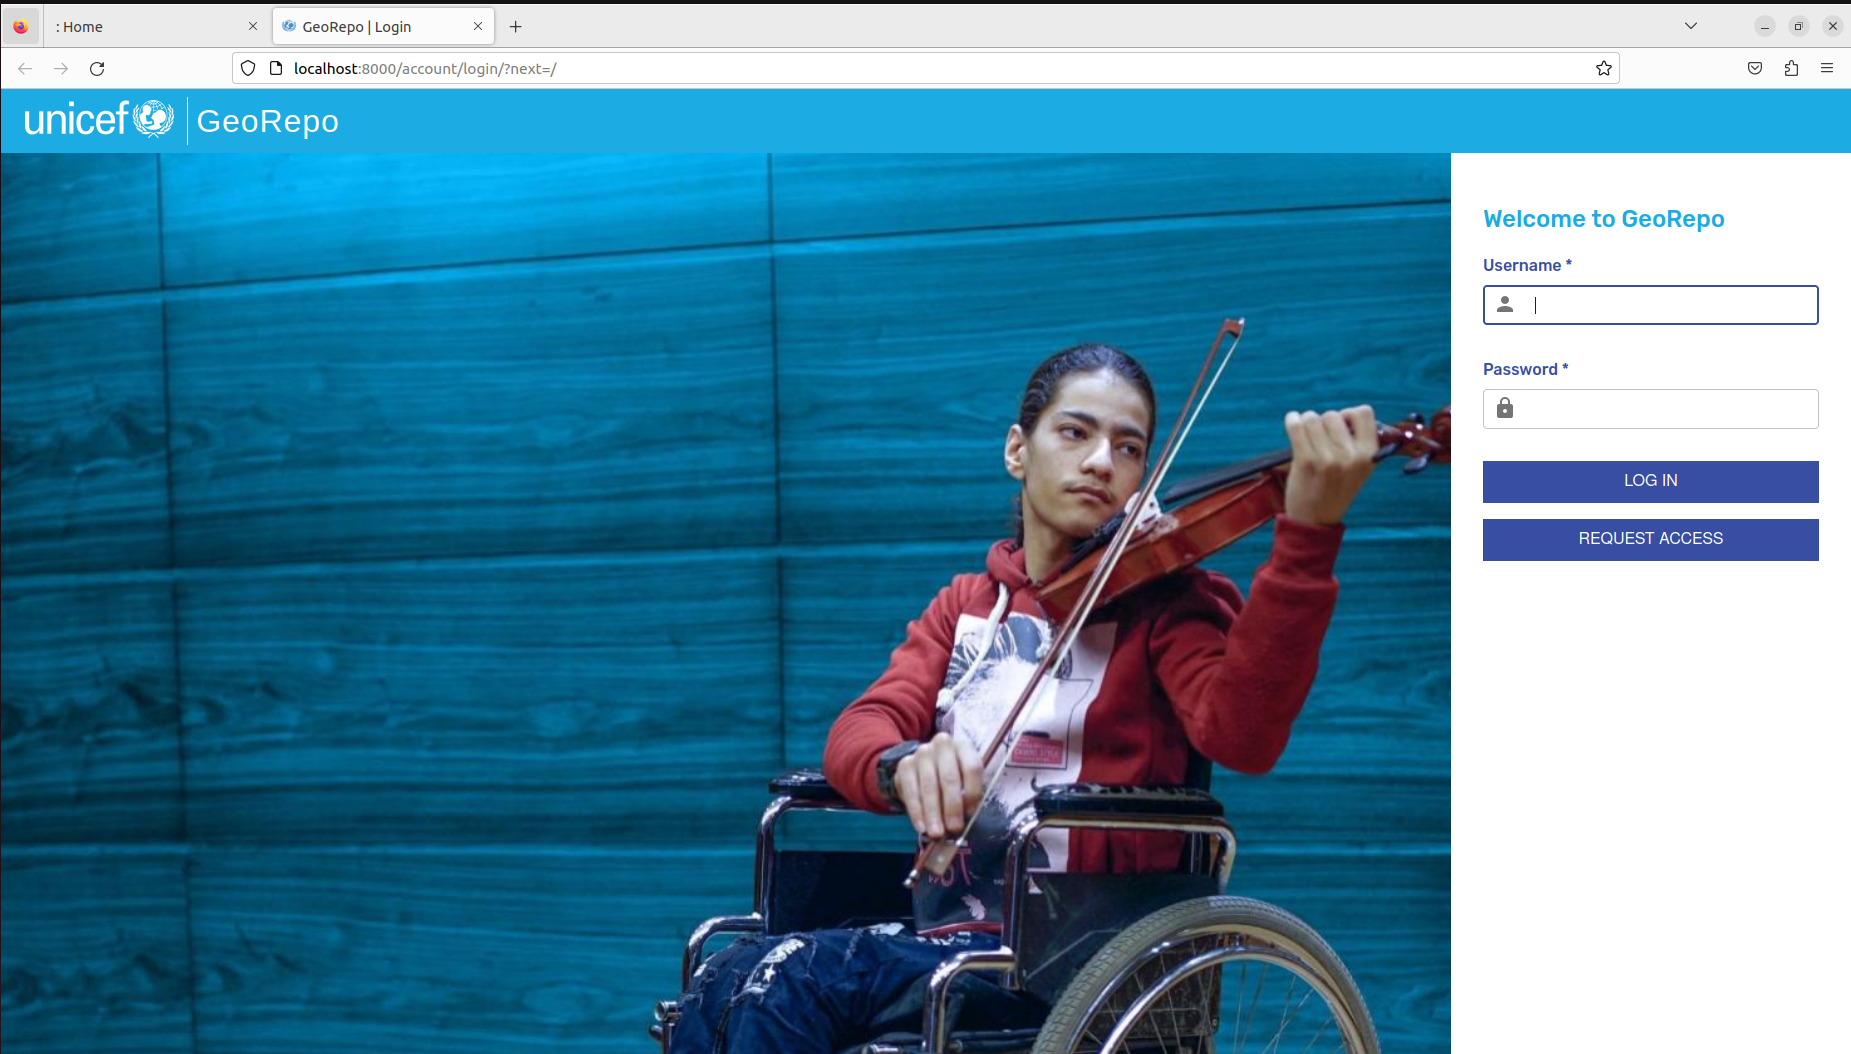 : Home
GeoRepo | Login
localhost:8000/account/login/?next=/
unicef
GeoRepo
Welcome to GeoRepo
Username *
Password *
LOG IN
REQUEST ACCESS